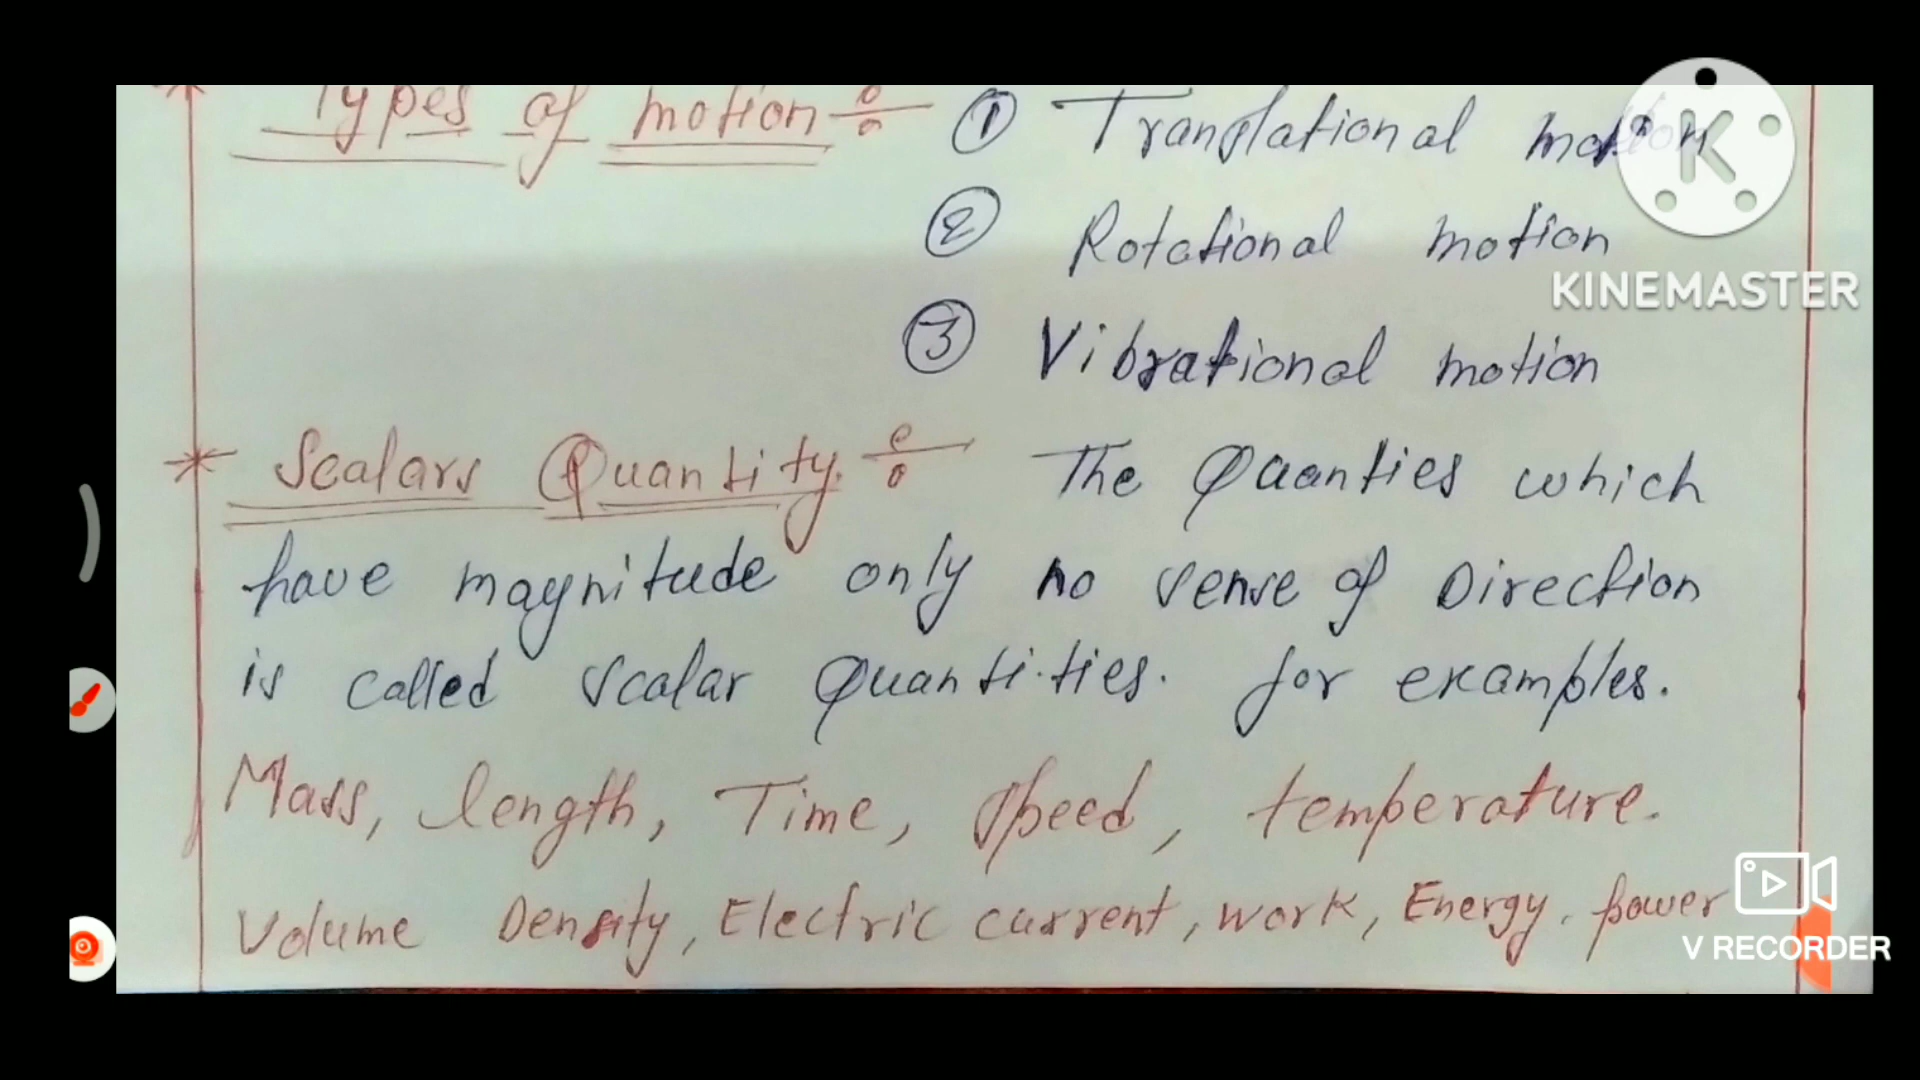 Types of motion ÷ ① Translational motion
② Rotational motion
③ Vibrational motion
* Scalars Quantity. ÷ The Quanties which
have magnitude only no sense of Direction
is called Scalar Quantities. for examples.
Mass, length, Time, speed, temperature.
Volume Density, Electric current, work, Energy. power
K
KINEMASTER
V RECORDER